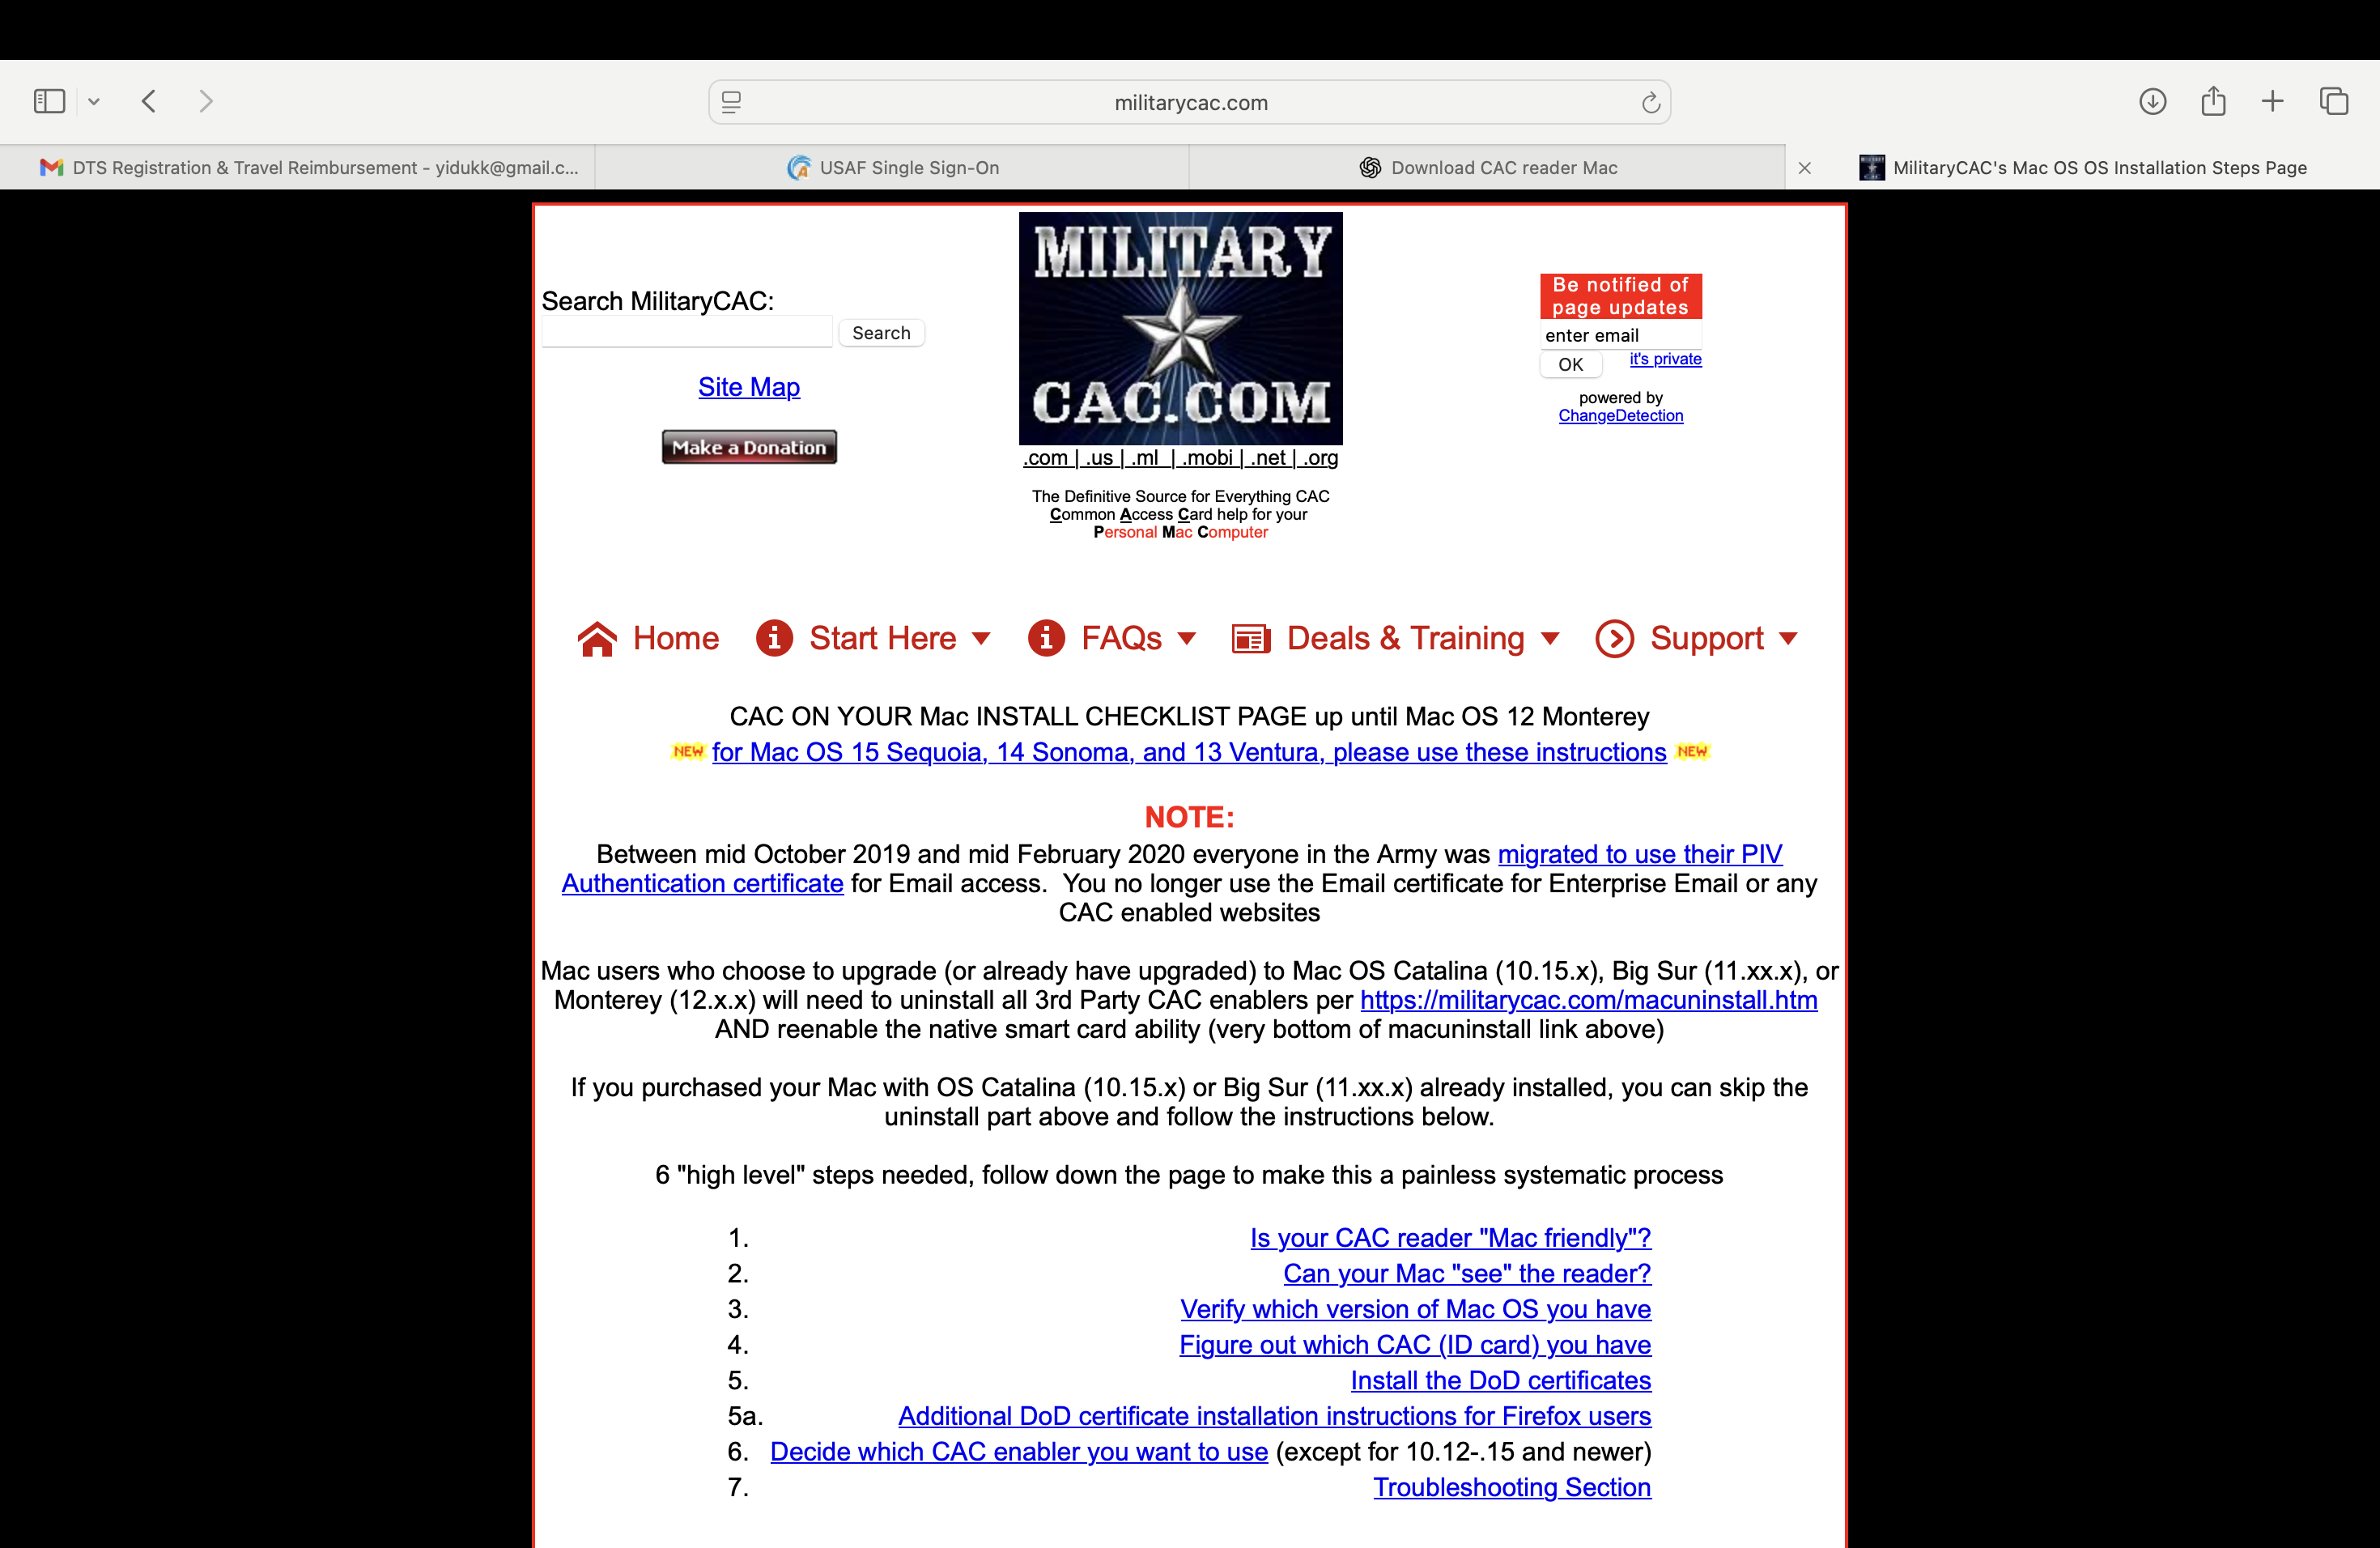 militarycac.com
DTS Registration & Travel Reimbursement - yidukk@gmail.c...
USAF Single Sign-On
Download CAC reader Mac
MilitaryCAC's Mac OS OS Installation Steps Page
Search MilitaryCAC:
Search
Site Map
Make a Donation
MILITARY
CAC.COM
.com | .us | .ml | .mobi | .net | .org
The Definitive Source for Everything CAC
Common Access Card help for your
Personal Mac Computer
Be notified of
page updates
enter email
OK
it's private
powered by
ChangeDetection
Home
Start Here
FAQs
Deals & Training
Support
CAC ON YOUR Mac INSTALL CHECKLIST PAGE up until Mac OS 12 Monterey
NEW for Mac OS 15 Sequoia, 14 Sonoma, and 13 Ventura, please use these instructions NEW
NOTE:
Between mid October 2019 and mid February 2020 everyone in the Army was migrated to use their PIV
Authentication certificate for Email access. You no longer use the Email certificate for Enterprise Email or any
CAC enabled websites
Mac users who choose to upgrade (or already have upgraded) to Mac OS Catalina (10.15.x), Big Sur (11.xx.x), or
Monterey (12.x.x) will need to uninstall all 3rd Party CAC enablers per https://militarycac.com/macuninstall.htm
AND reenable the native smart card ability (very bottom of macuninstall link above)
If you purchased your Mac with OS Catalina (10.15.x) or Big Sur (11.xx.x) already installed, you can skip the
uninstall part above and follow the instructions below.
6 "high level" steps needed, follow down the page to make this a painless systematic process
1. Is your CAC reader "Mac friendly"?
2. Can your Mac "see" the reader?
3. Verify which version of Mac OS you have
4. Figure out which CAC (ID card) you have
5. Install the DoD certificates
5a. Additional DoD certificate installation instructions for Firefox users
6. Decide which CAC enabler you want to use (except for 10.12-.15 and newer)
7. Troubleshooting Section